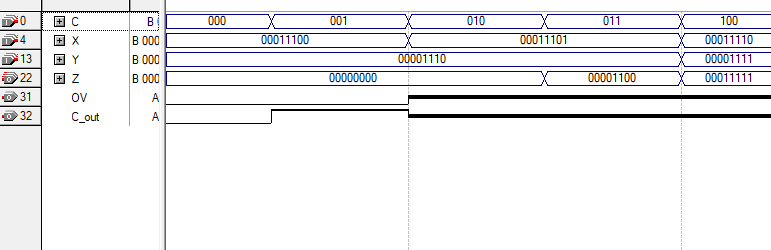 0 C B 000 001 010 011 100
4 X B 000 00011100 00011101 00011110
13 Y B 000 00001110 00001111
22 Z B 000 00000000 00001100 00011111
31 OV A
32 C_out A